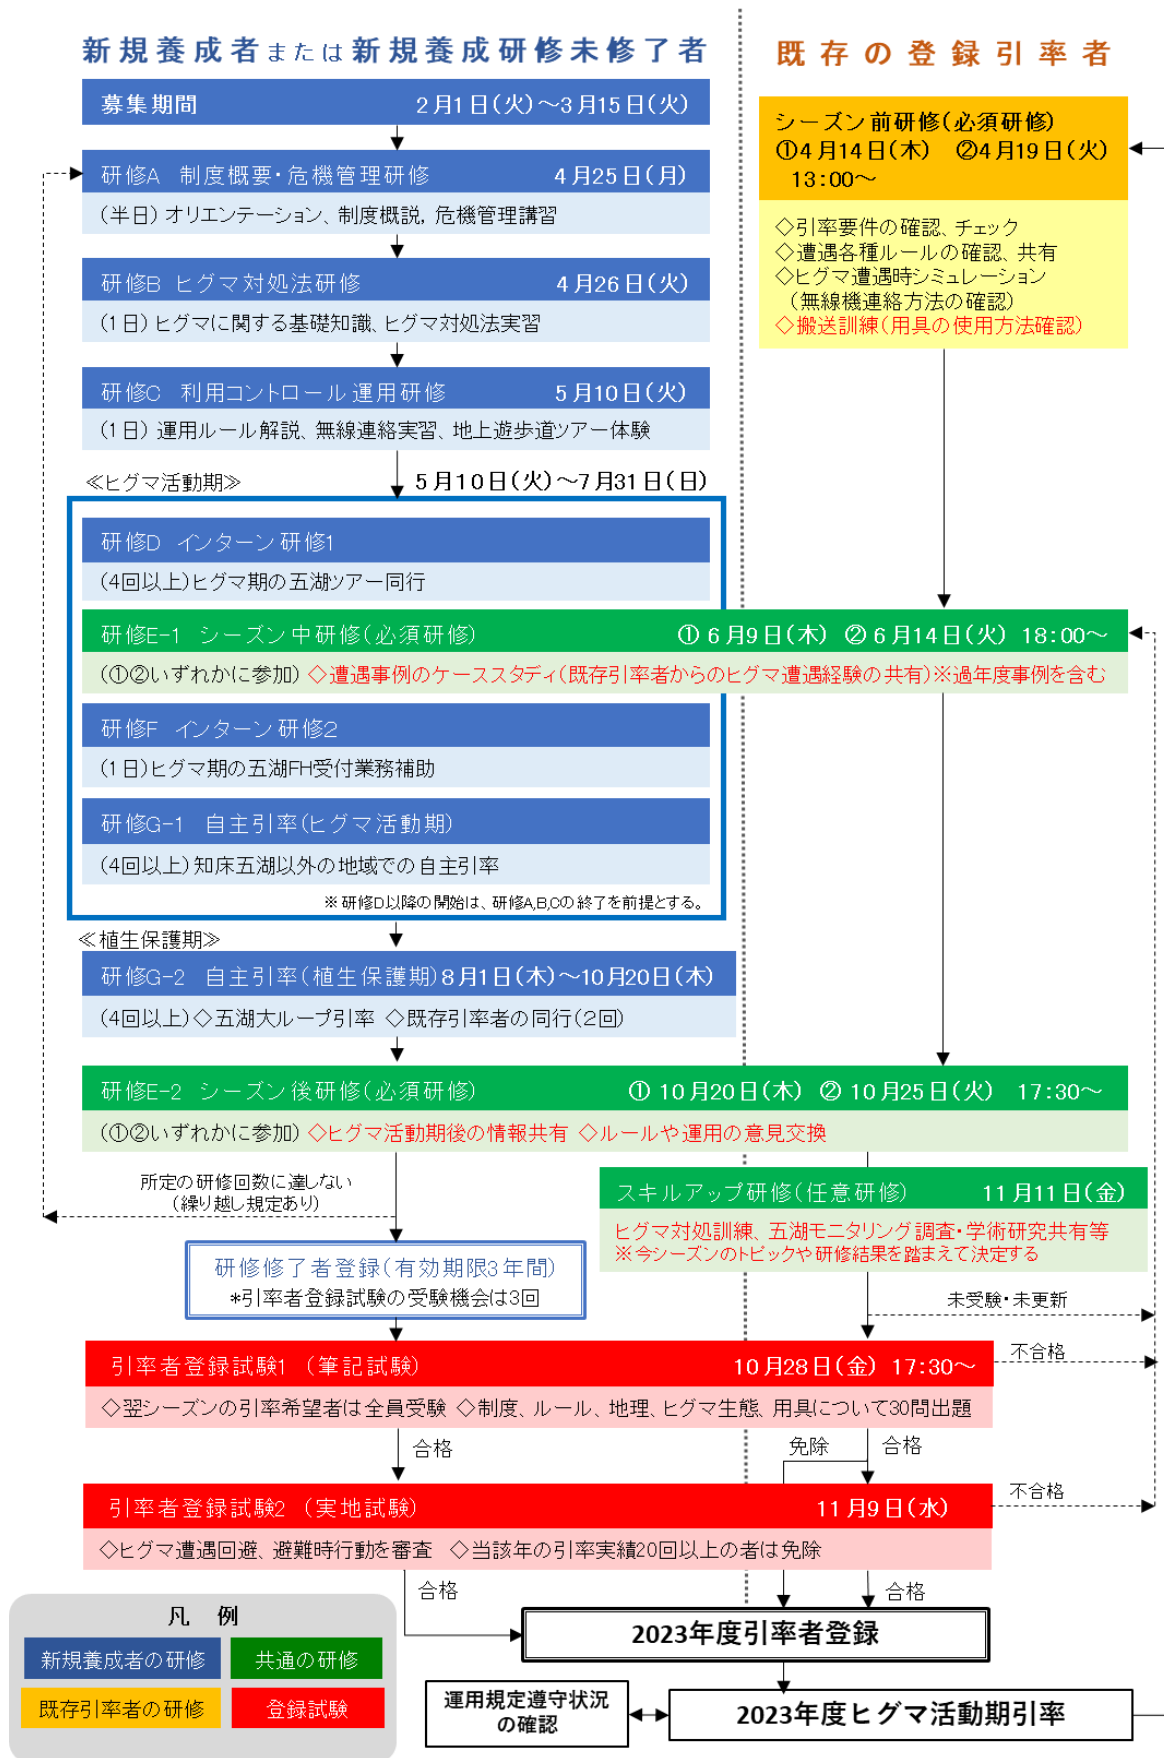 新規養成者または新規養成研修未修了者
既存の登録引率者
募集期間 2月1日(火)～3月15日(火)
シーズン前研修(必須研修)
①4月14日(木) ②4月19日(火)
13:00～
◇引率要件の確認、チェック
◇遭遇各種ルールの確認、共有
◇ヒグマ遭遇時シミュレーション
(無線機連絡方法の確認)
◇搬送訓練(用具の使用方法確認)
研修A 制度概要・危機管理研修 4月25日(月)
(半日)オリエンテーション、制度概説,危機管理講習
研修B ヒグマ対処法研修 4月26日(火)
(1日)ヒグマに関する基礎知識、ヒグマ対処法実習
研修C 利用コントロール運用研修 5月10日(火)
(1日)運用ルール解説、無線連絡実習、地上遊歩道ツアー体験
≪ヒグマ活動期≫ 5月10日(火)～7月31日(日)
研修D インターン研修1
(4回以上)ヒグマ期の五湖ツアー同行
研修E-1 シーズン中研修(必須研修) ①6月9日(木) ②6月14日(火) 18:00～
(①②いずれかに参加)◇遭遇事例のケーススタディ(既存引率者からのヒグマ遭遇経験の共有)※過年度事例を含む
研修F インターン研修2
(1日)ヒグマ期の五湖FH受付業務補助
研修G-1 自主引率(ヒグマ活動期)
(4回以上)知床五湖以外の地域での自主引率
※研修D以降の開始は、研修A,B,Cの終了を前提とする。
≪植生保護期≫
研修G-2 自主引率(植生保護期)8月1日(木)～10月20日(木)
(4回以上)◇五湖大ループ引率 ◇既存引率者の同行(2回)
研修E-2 シーズン後研修(必須研修) ①10月20日(木) ②10月25日(火) 17:30～
(①②いずれかに参加)◇ヒグマ活動期後の情報共有 ◇ルールや運用の意見交換
所定の研修回数に達しない
(繰り越し規定あり)
スキルアップ研修(任意研修) 11月11日(金)
ヒグマ対処訓練、五湖モニタリング調査・学術研究共有等
※今シーズンのトピックや研修結果を踏まえて決定する
研修修了者登録(有効期限3年間)
*引率者登録試験の受験機会は3回
未受験・未更新
引率者登録試験1 (筆記試験) 10月28日(金) 17:30～
不合格
◇翌シーズンの引率希望者は全員受験 ◇制度、ルール、地理、ヒグマ生態、用具について30問出題
合格
免除
合格
引率者登録試験2 (実地試験) 11月9日(水)
不合格
◇ヒグマ遭遇回避、避難時行動を審査 ◇当該年の引率実績20回以上の者は免除
合格
合格
2023年度引率者登録
運用規定遵守状況
の確認
2023年度ヒグマ活動期引率
凡 例
新規養成者の研修
共通の研修
既存引率者の研修
登録試験